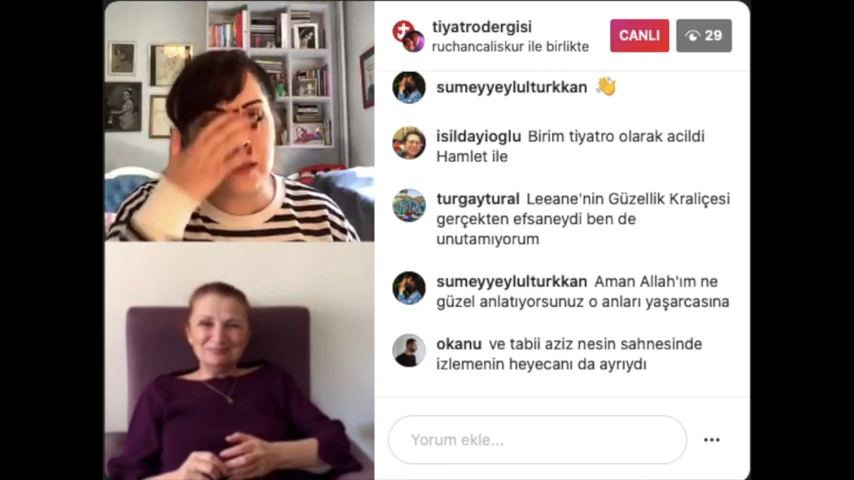 tiyatrodergisi
ruchancaliskur ile birlikte
CANLI
29
sumeyyeylulturkkan 👏
isildayioglu Birim tiyatro olarak acildi
Hamlet ile
turgaytural Leeane'nin Güzellik Kraliçesi
gerçekten efsaneydi ben de
unutamıyorum
sumeyyeylulturkkan Aman Allah'ım ne
güzel anlatıyorsunuz o anları yaşarcasına
okanu ve tabii aziz nesin sahnesinde
izlemenin heyecanı da ayrıydı
Yorum ekle...